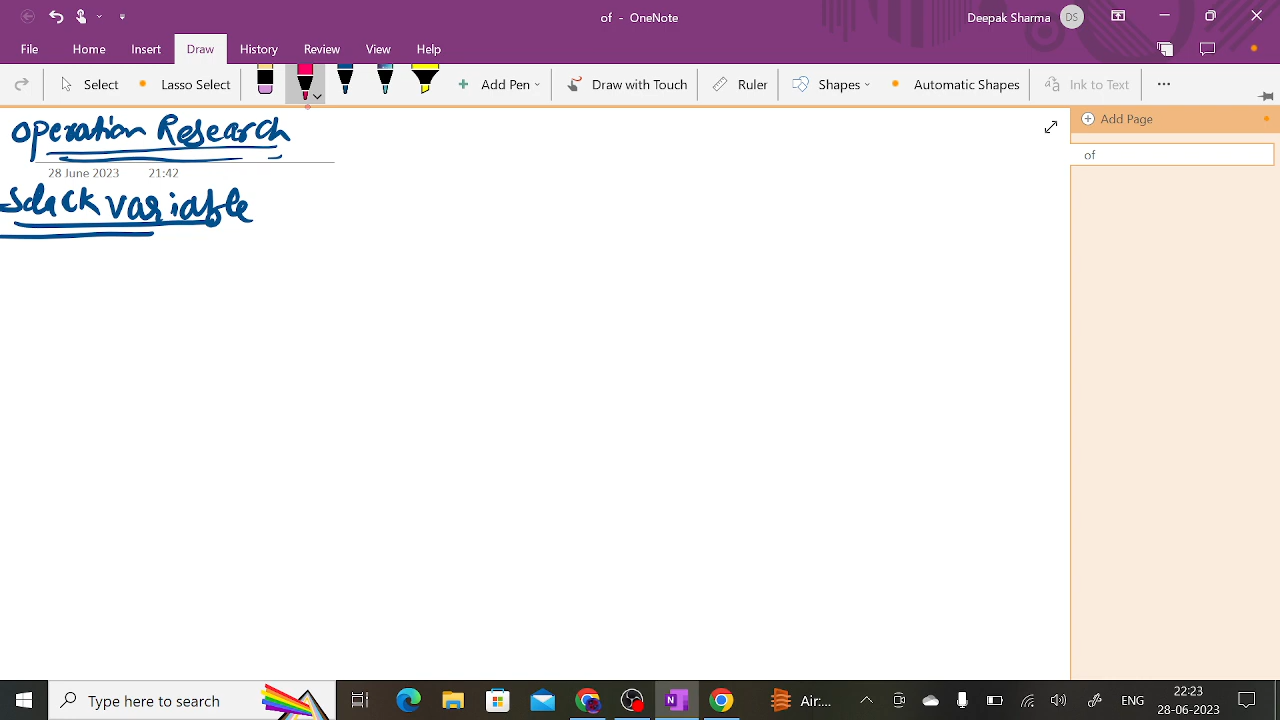 of - OneNote
Deepak Sharma DS
File Home Insert Draw History Review View Help
Select Lasso Select Add Pen Draw with Touch Ruler Shapes Automatic Shapes Ink to Text
operation Research
Add Page
of
28 June 2023 21:42
Slack variable
Type here to search
Air:...
ENG
22:23
28-06-2023